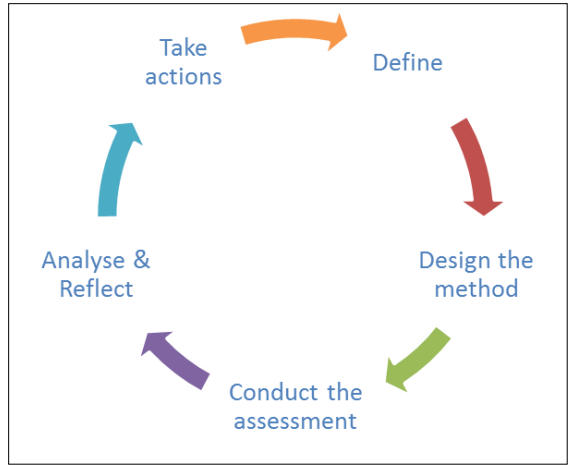 Take
actions
Define
Design the
method
Conduct the
assessment
Analyse &
Reflect